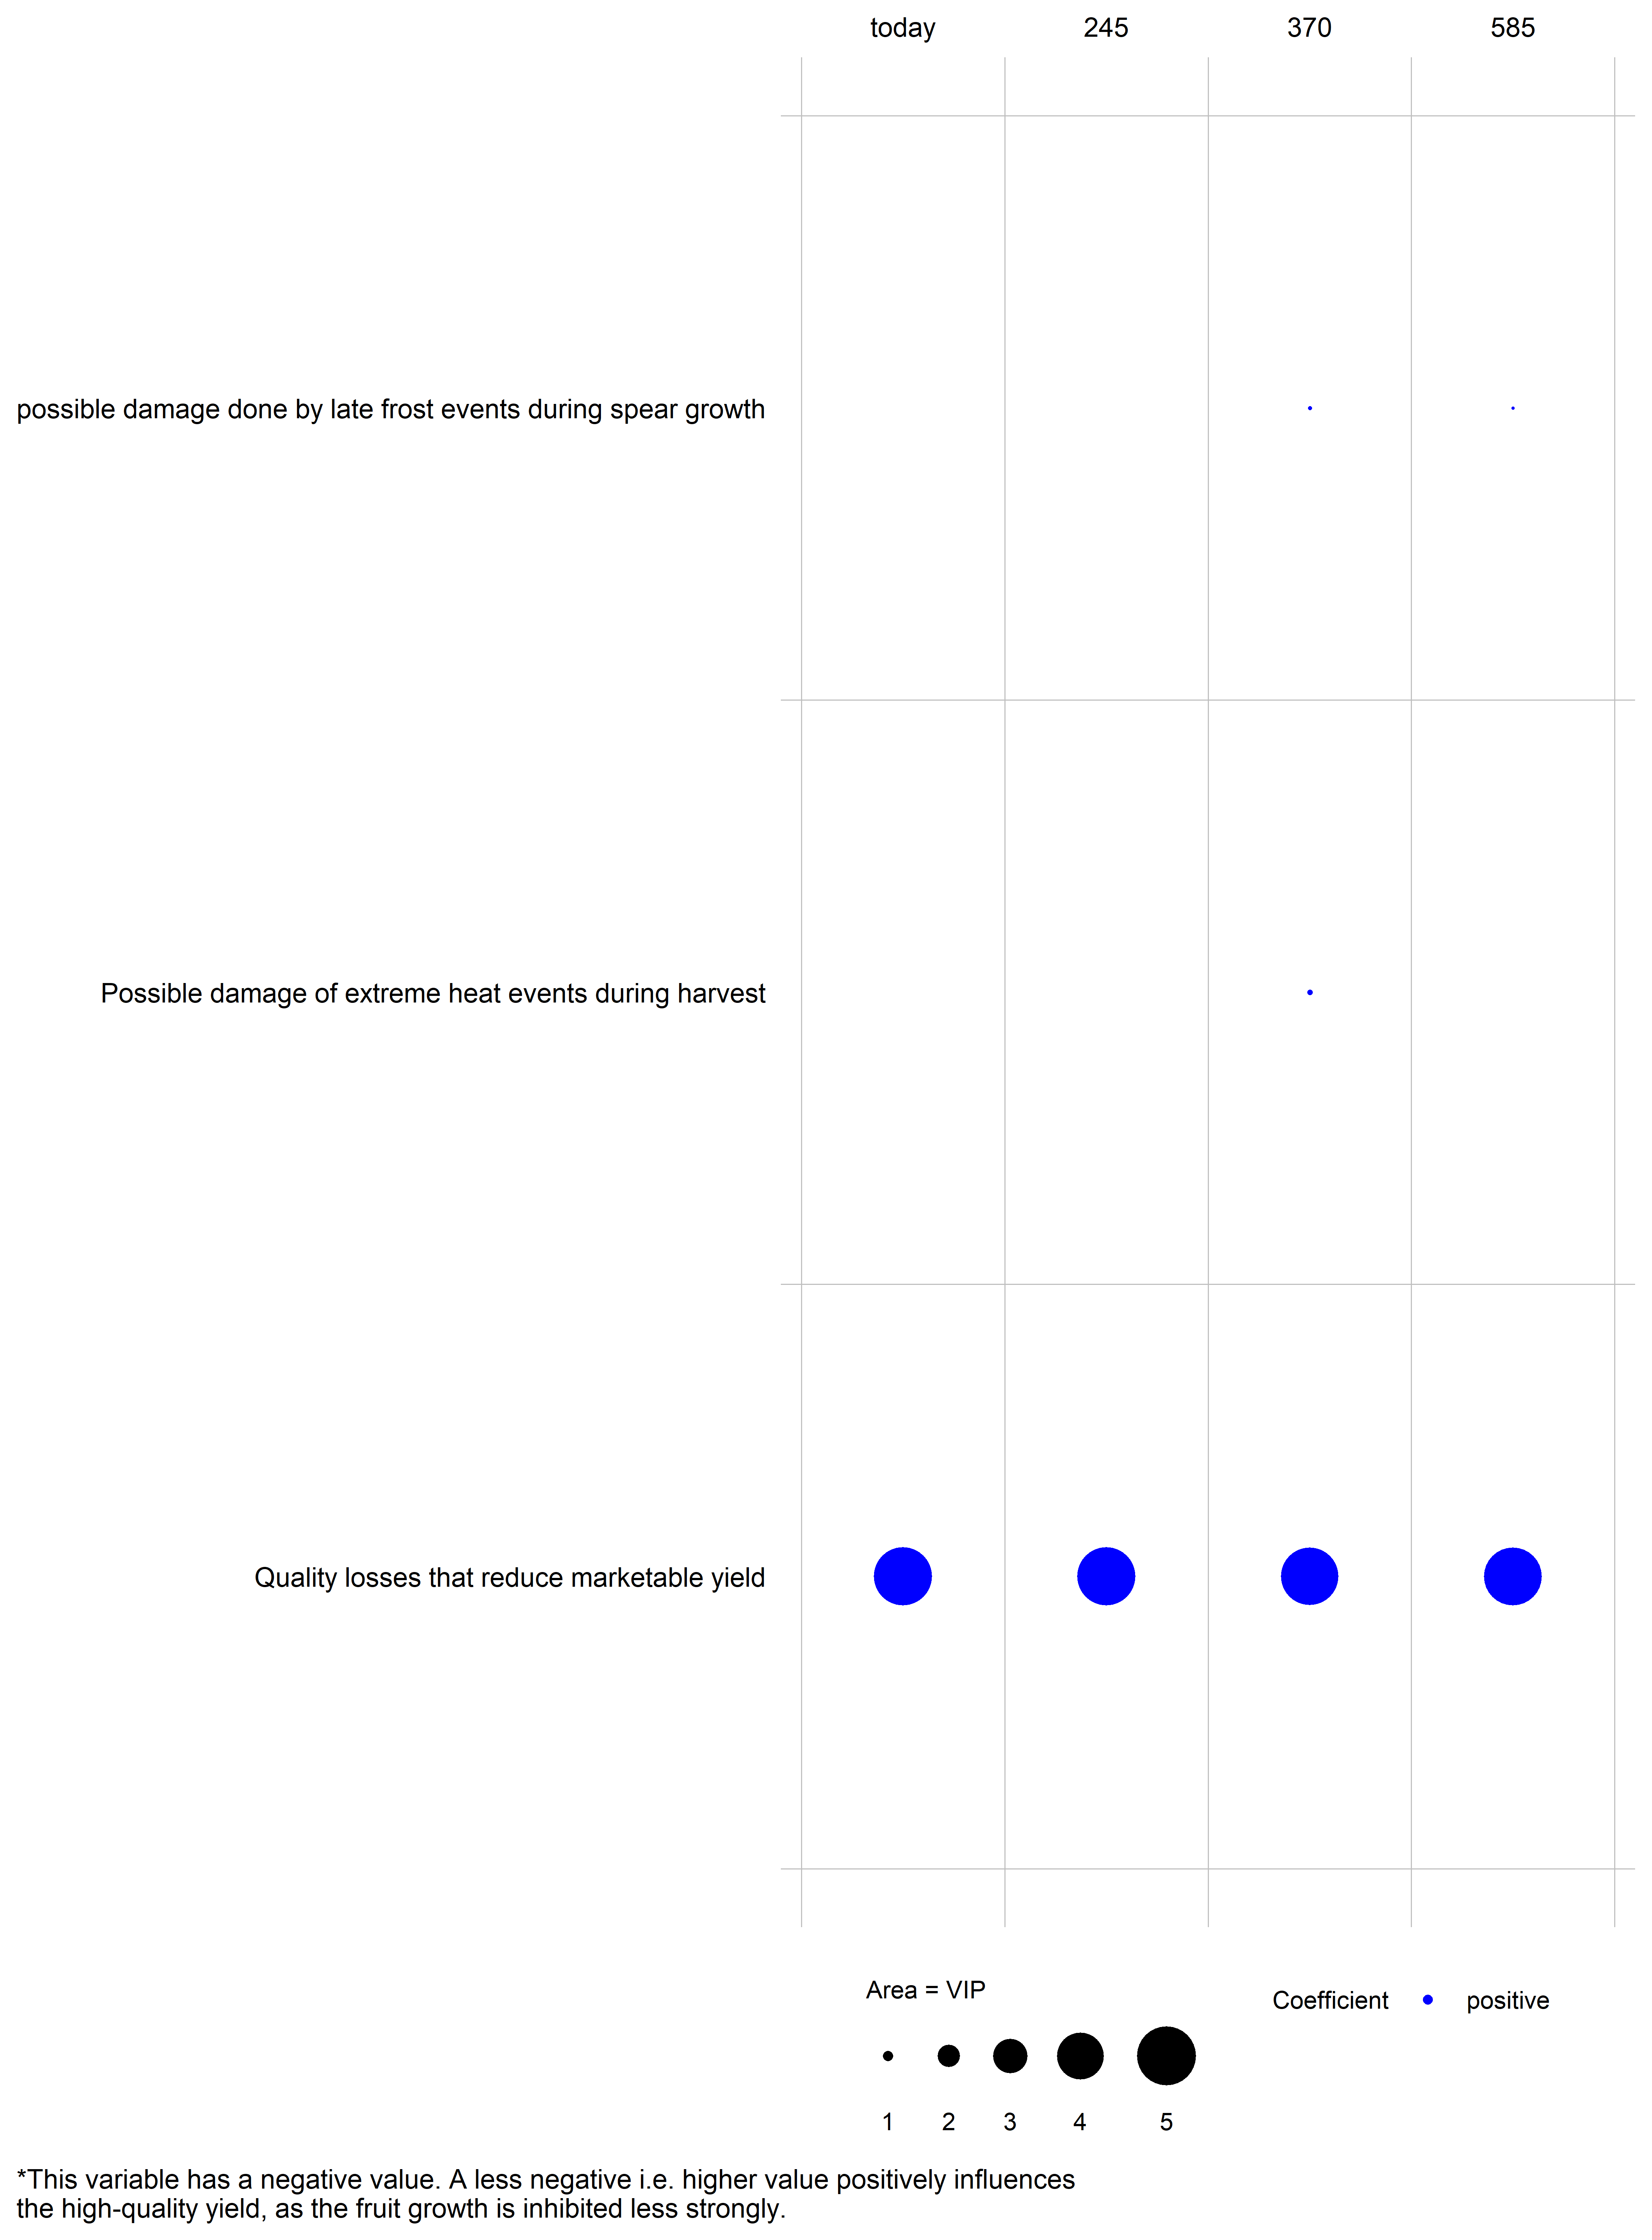 today 245 370 585
possible damage done by late frost events during spear growth
Possible damage of extreme heat events during harvest
Quality losses that reduce marketable yield
Area = VIP
Coefficient positive
1 2 3 4 5
*This variable has a negative value. A less negative i.e. higher value positively influences
the high-quality yield, as the fruit growth is inhibited less strongly.